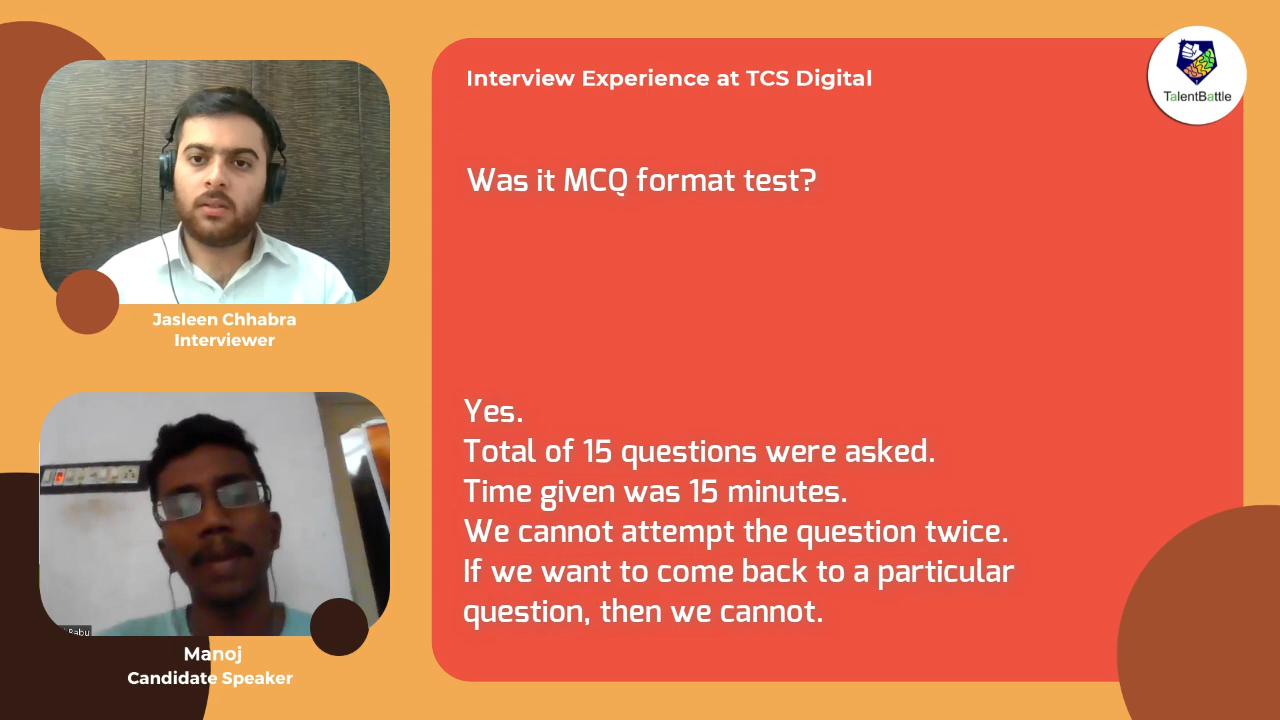 Interview Experience at TCS Digital
TalentBattle
Was it MCQ format test?
Jasleen Chhabra
Interviewer
Yes.
Total of 15 questions were asked.
Time given was 15 minutes.
We cannot attempt the question twice.
If we want to come back to a particular
question, then we cannot.
Babu
Manoj
Candidate Speaker